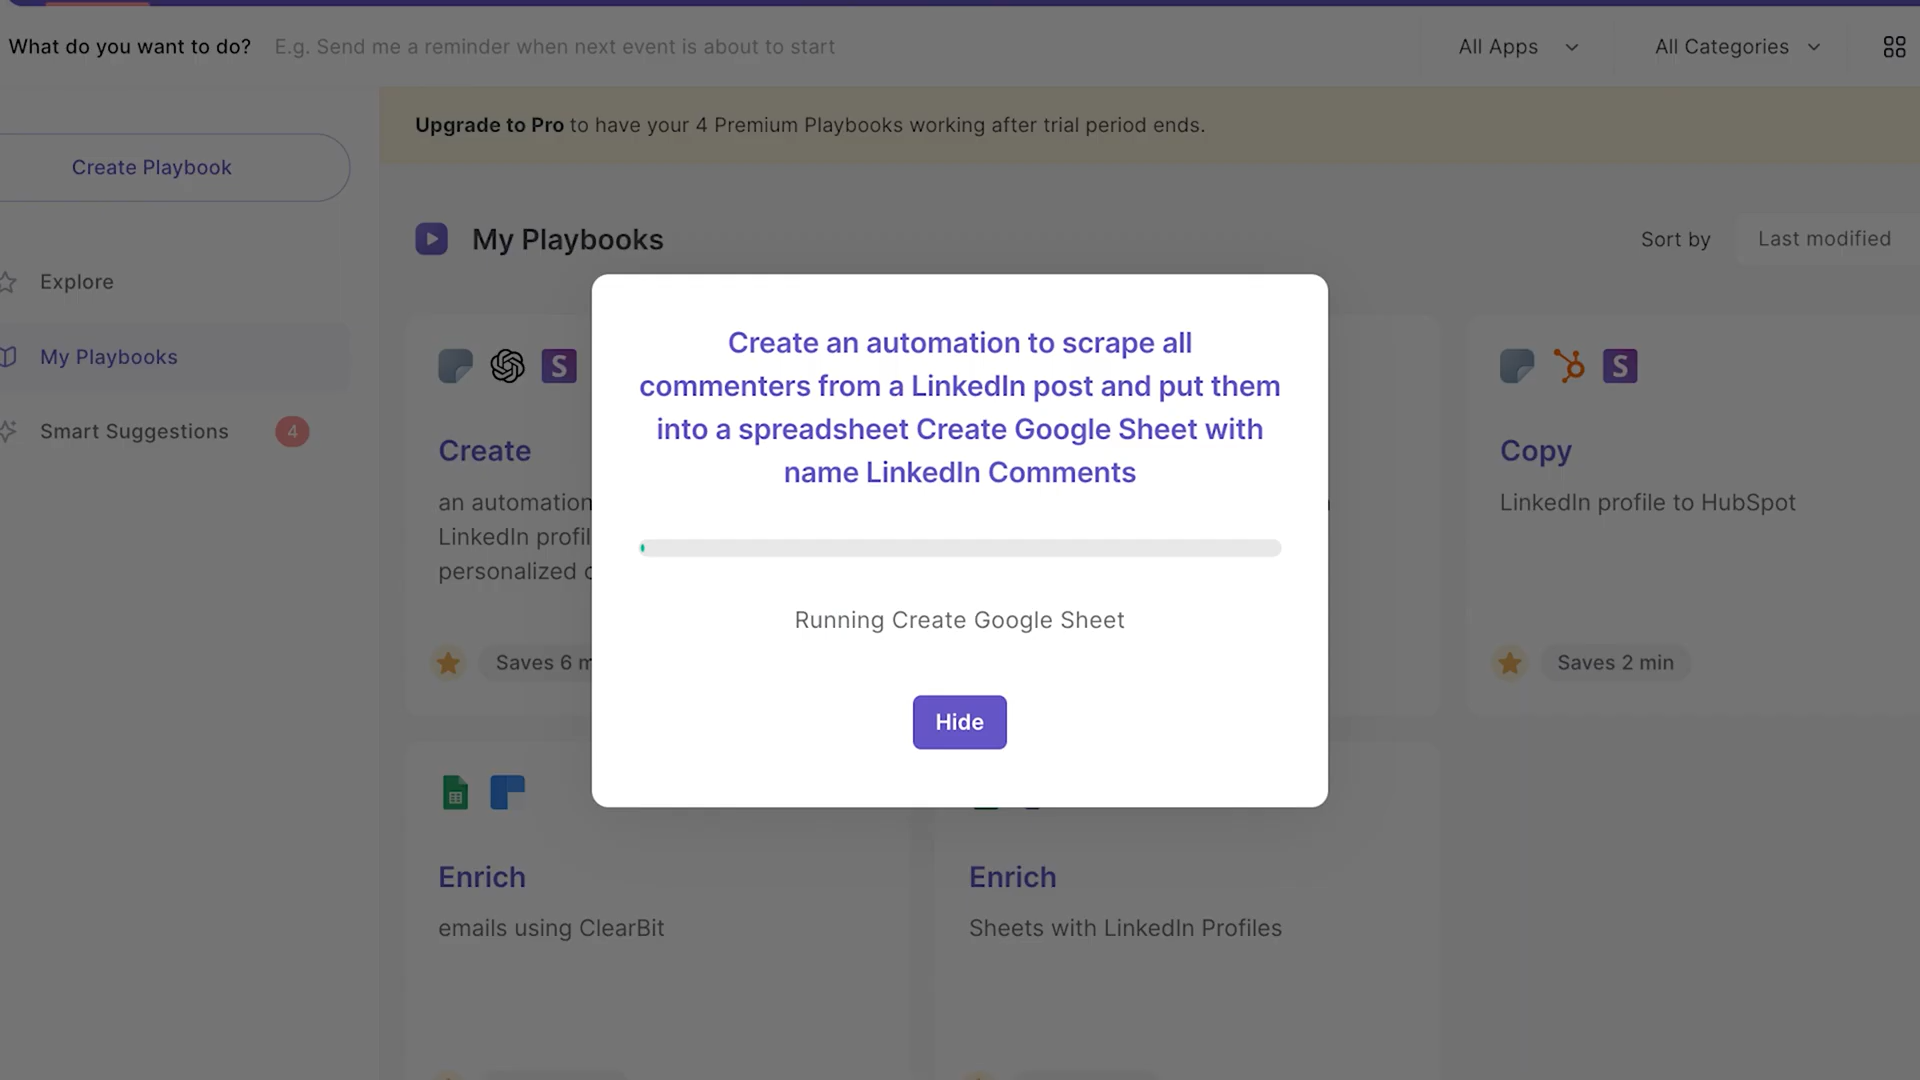 What do you want to do? E.g. Send me a reminder when next event is about to start
All Apps
All Categories
Upgrade to Pro to have your 4 Premium Playbooks working after trial period ends.
Create Playbook
Explore
My Playbooks
Smart Suggestions 4
My Playbooks
Sort by Last modified
Create an automation to scrape all
commenters from a LinkedIn post and put them
into a spreadsheet Create Google Sheet with
name LinkedIn Comments
Running Create Google Sheet
Hide
S
Create
an automation
LinkedIn
personalized
Saves 6
S
Copy
LinkedIn profile to HubSpot
Saves 2 min
Enrich
emails using ClearBit
Enrich
Sheets with LinkedIn Profiles